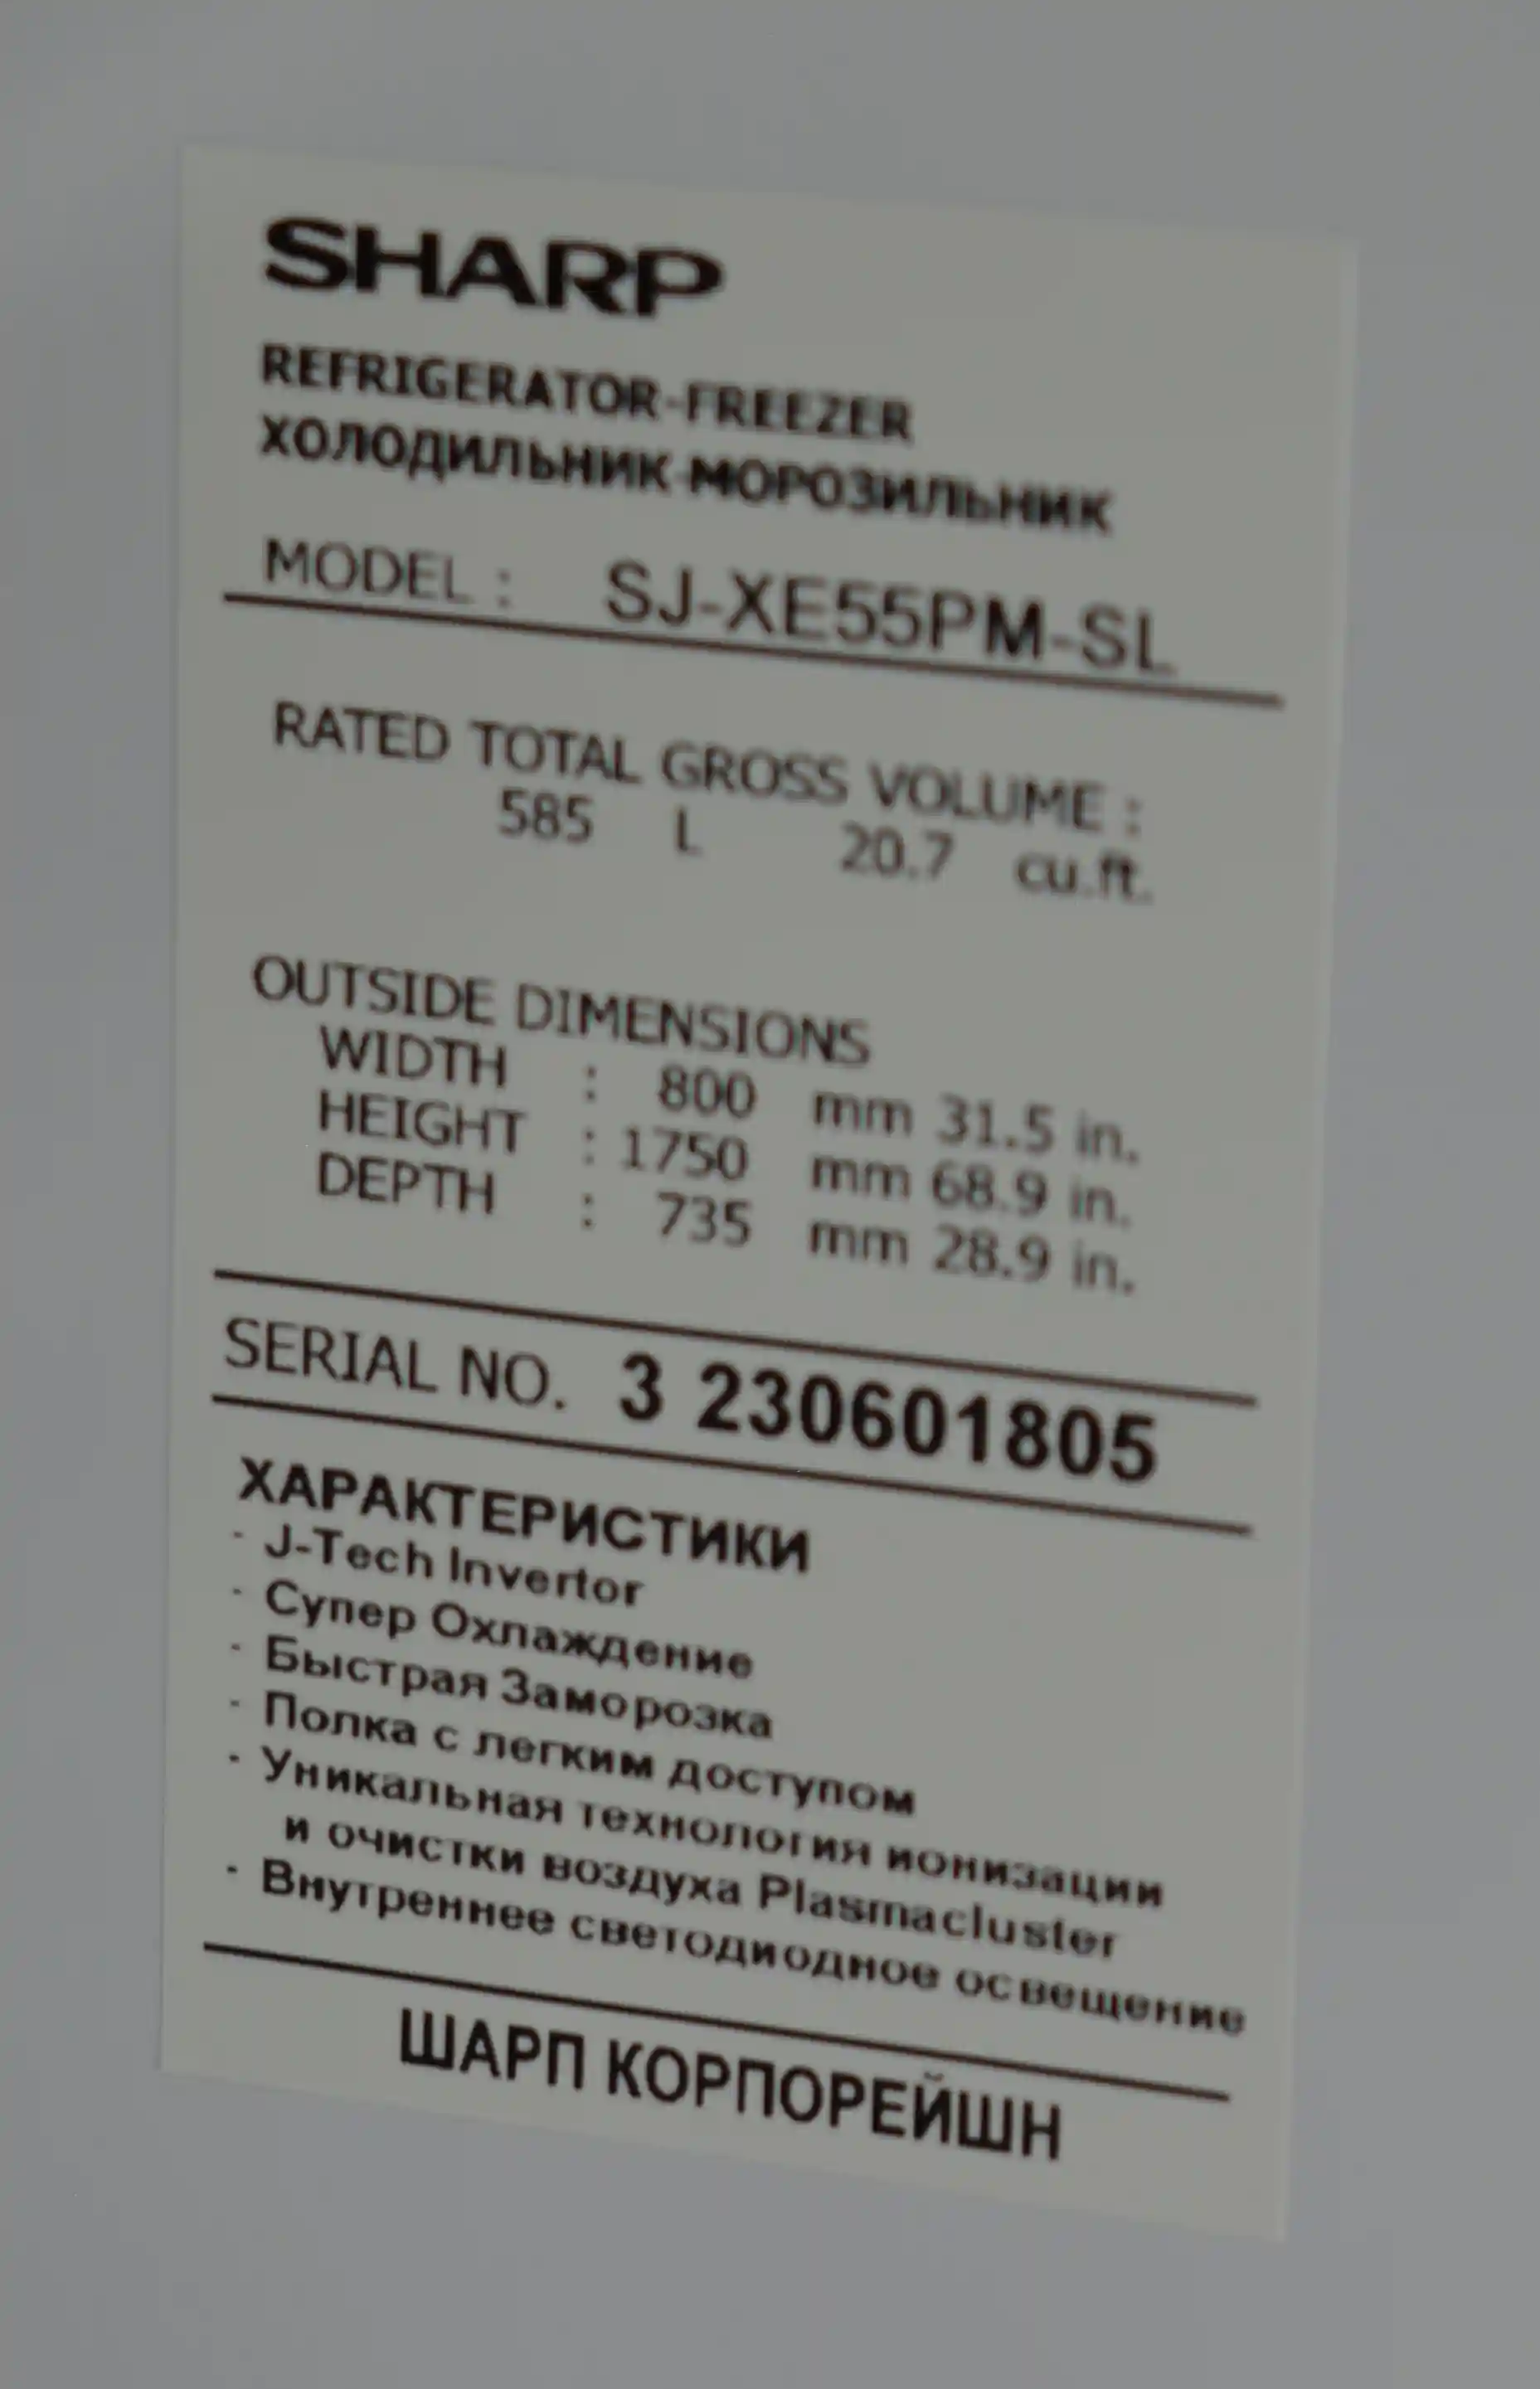 SHARP
REFRIGERATOR-FREEZER
ХОЛОДИЛЬНИК-МОРОЗИЛЬНИК
MODEL : SJ-XE55PM-SL
RATED TOTAL GROSS VOLUME :
585 L 20.7 cu.ft.
OUTSIDE DIMENSIONS
WIDTH : 800 mm 31.5 in.
HEIGHT : 1750 mm 68.9 in.
DEPTH : 735 mm 28.9 in.
SERIAL NO. 3 230601805
ХАРАКТЕРИСТИКИ
· J-Tech Invertor
· Супер Охлаждение
· Быстрая Заморозка
· Полка с легким доступом
· Уникальная технология ионизации
и очистки воздуха Plasmacluster
· Внутреннее светодиодное освещение
ШАРП КОРПОРЕЙШН